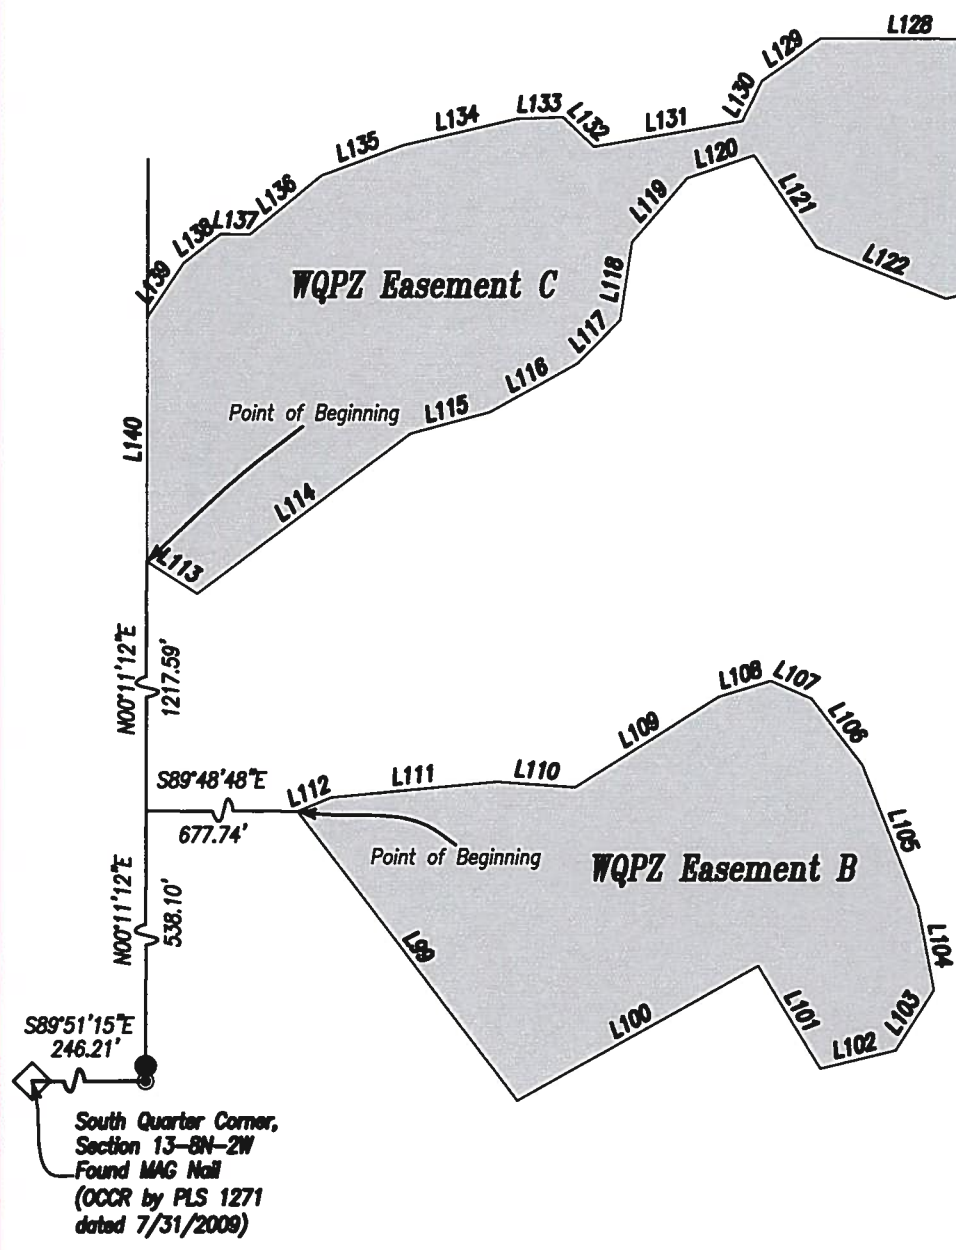 L128
L129
L130
L131
L132
L133
L134
L135
L136
L137
L138
L139
L120
L121
L122
L119
L118
L117
L116
L115
L114
L113
L140
WQPZ Easement C
Point of Beginning
N00°11'12"E
1217.59'
S89°48'48"E
677.74'
L112
L111
L110
L109
L108
L107
L106
L105
L104
L103
L102
L101
L100
L99
Point of Beginning
WQPZ Easement B
N00°11'12"E
538.10'
S89°51'15"E
246.21'
South Quarter Corner,
Section 13-8N-2W
Found MAG Nail
(OCCR by PLS 1271
dated 7/31/2009)